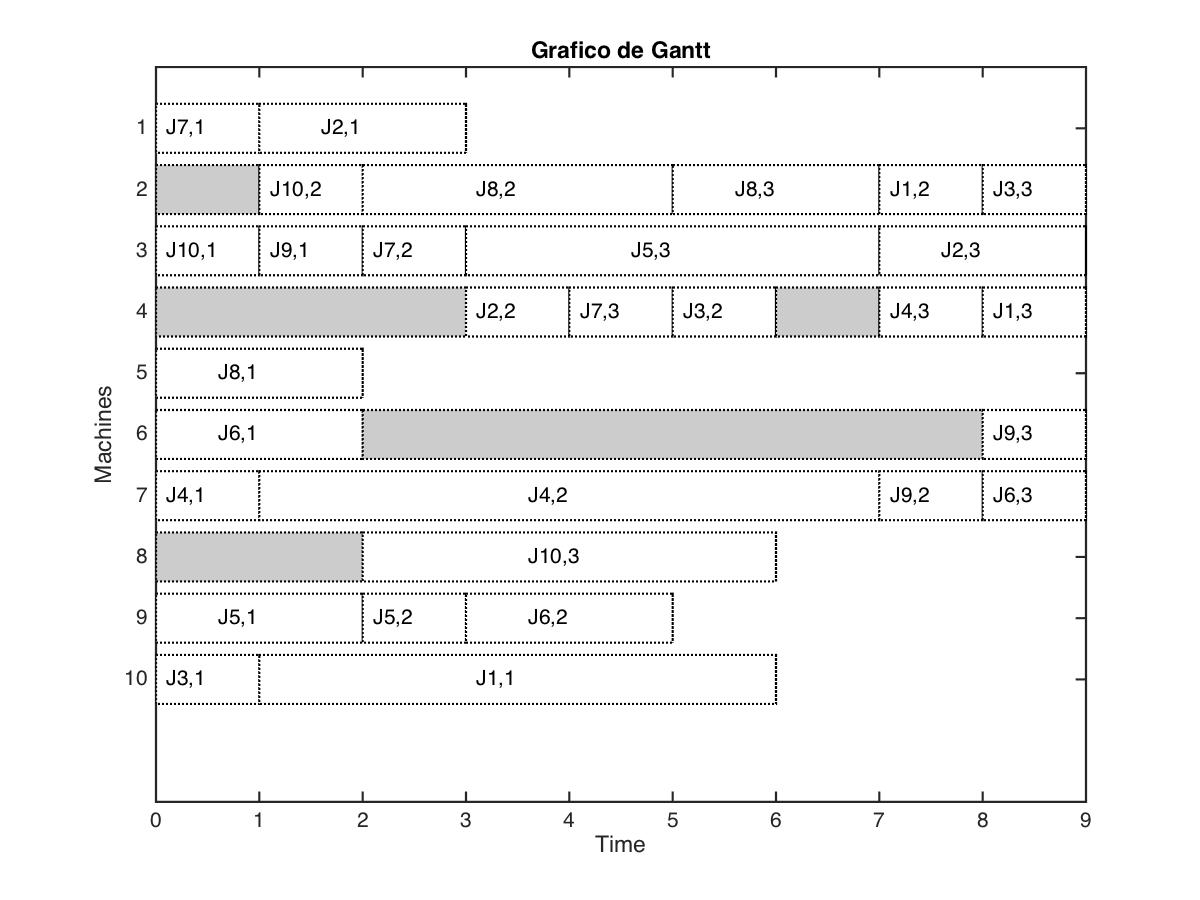 Grafico de Gantt
1 J7,1 J2,1
2 J10,2 J8,2 J8,3 J1,2 J3,3
3 J10,1 J9,1 J7,2 J5,3 J2,3
4 J2,2 J7,3 J3,2 J4,3 J1,3
5 J8,1
6 J6,1 J9,3
7 J4,1 J4,2 J9,2 J6,3
8 J10,3
9 J5,1 J5,2 J6,2
10 J3,1 J1,1
Machines
0 1 2 3 4 5 6 7 8 9
Time